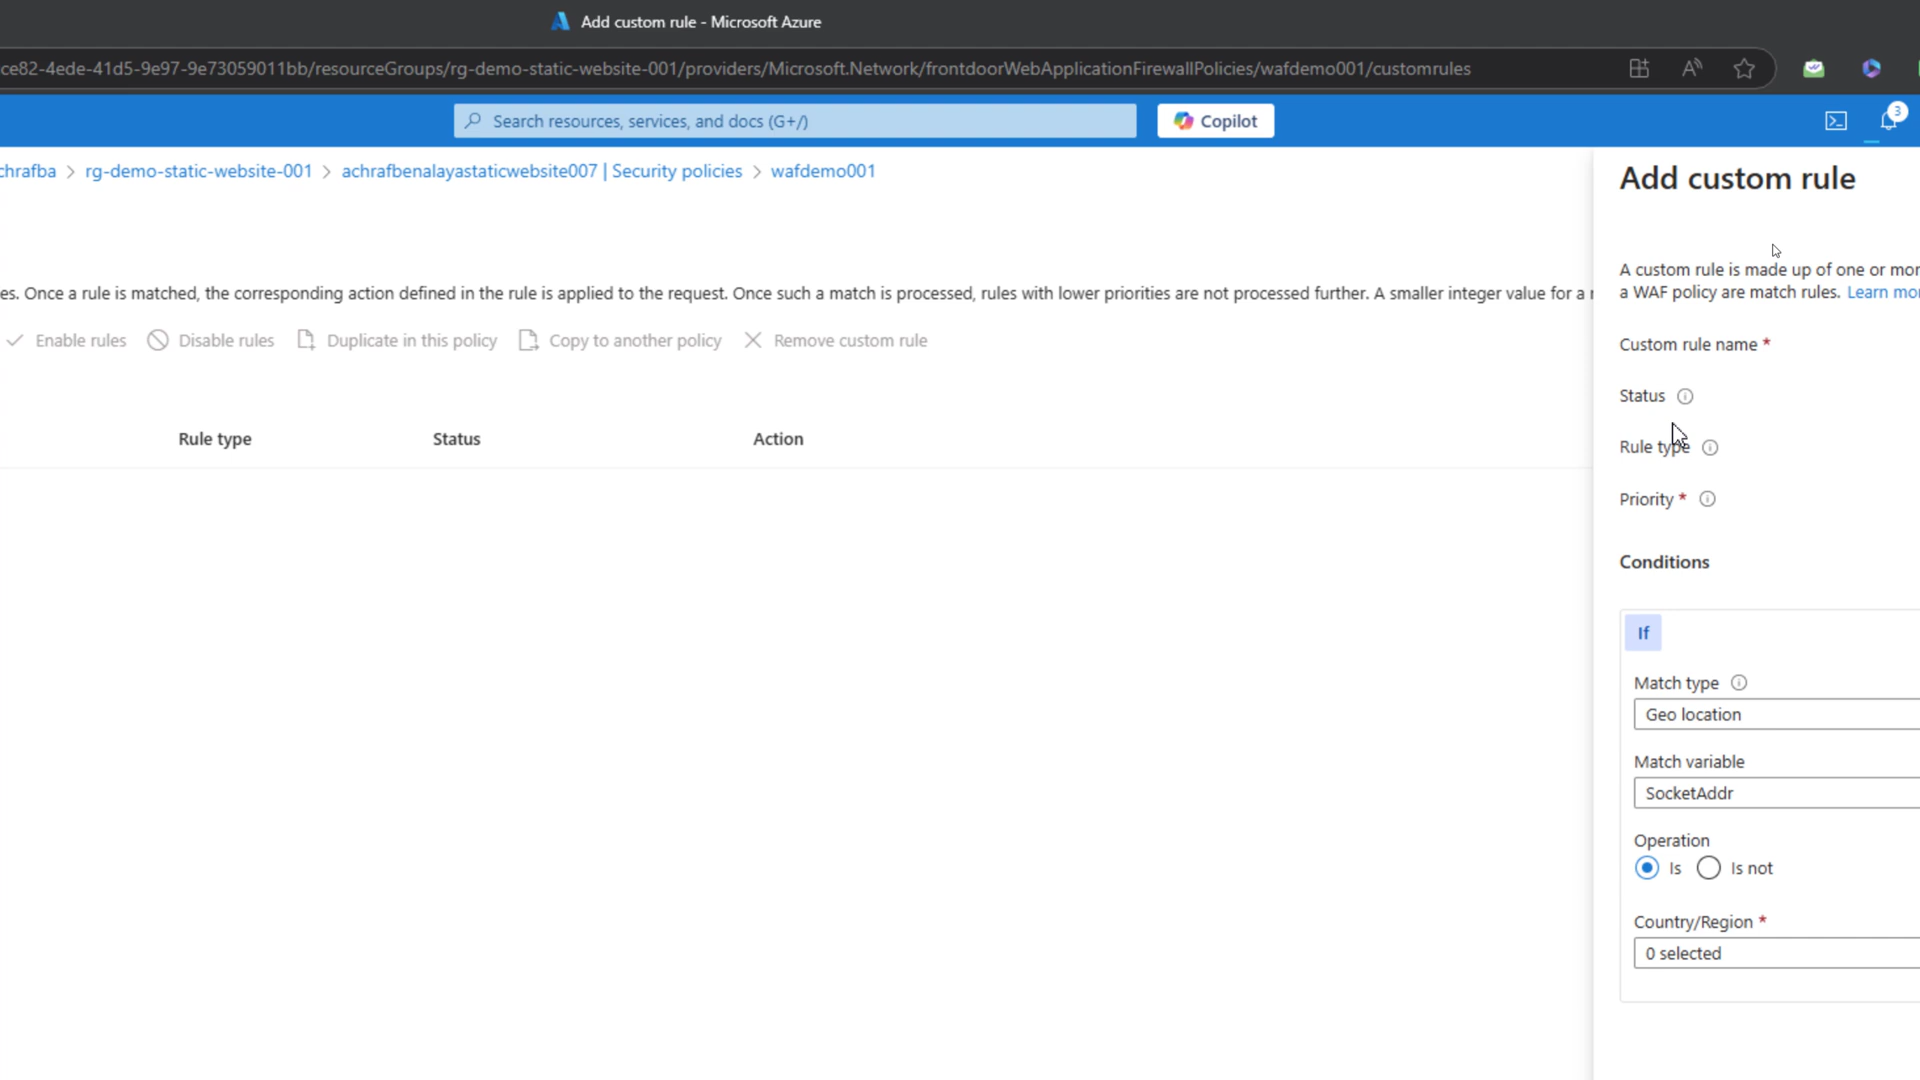 Add custom rule - Microsoft Azure
ce82-4ede-41d5-9e97-9e73059011bb/resourceGroups/rg-demo-static-website-001/providers/Microsoft.Network/frontdoorWebApplicationFirewallPolicies/wafdemo001/customrules
Search resources, services, and docs (G+/)
Copilot
3
chrafba > rg-demo-static-website-001 > achrafbenalayastaticwebsite007 | Security policies > wafdemo001
es. Once a rule is matched, the corresponding action defined in the rule is applied to the request. Once such a match is processed, rules with lower priorities are not processed further. A smaller integer value for a r
Enable rules Disable rules Duplicate in this policy Copy to another policy Remove custom rule
Rule type Status Action
Add custom rule
A custom rule is made up of one or mor
a WAF policy are match rules. Learn mor
Custom rule name *
Status
Rule type
Priority *
Conditions
If
Match type
Geo location
Match variable
SocketAddr
Operation
Is Is not
Country/Region *
0 selected